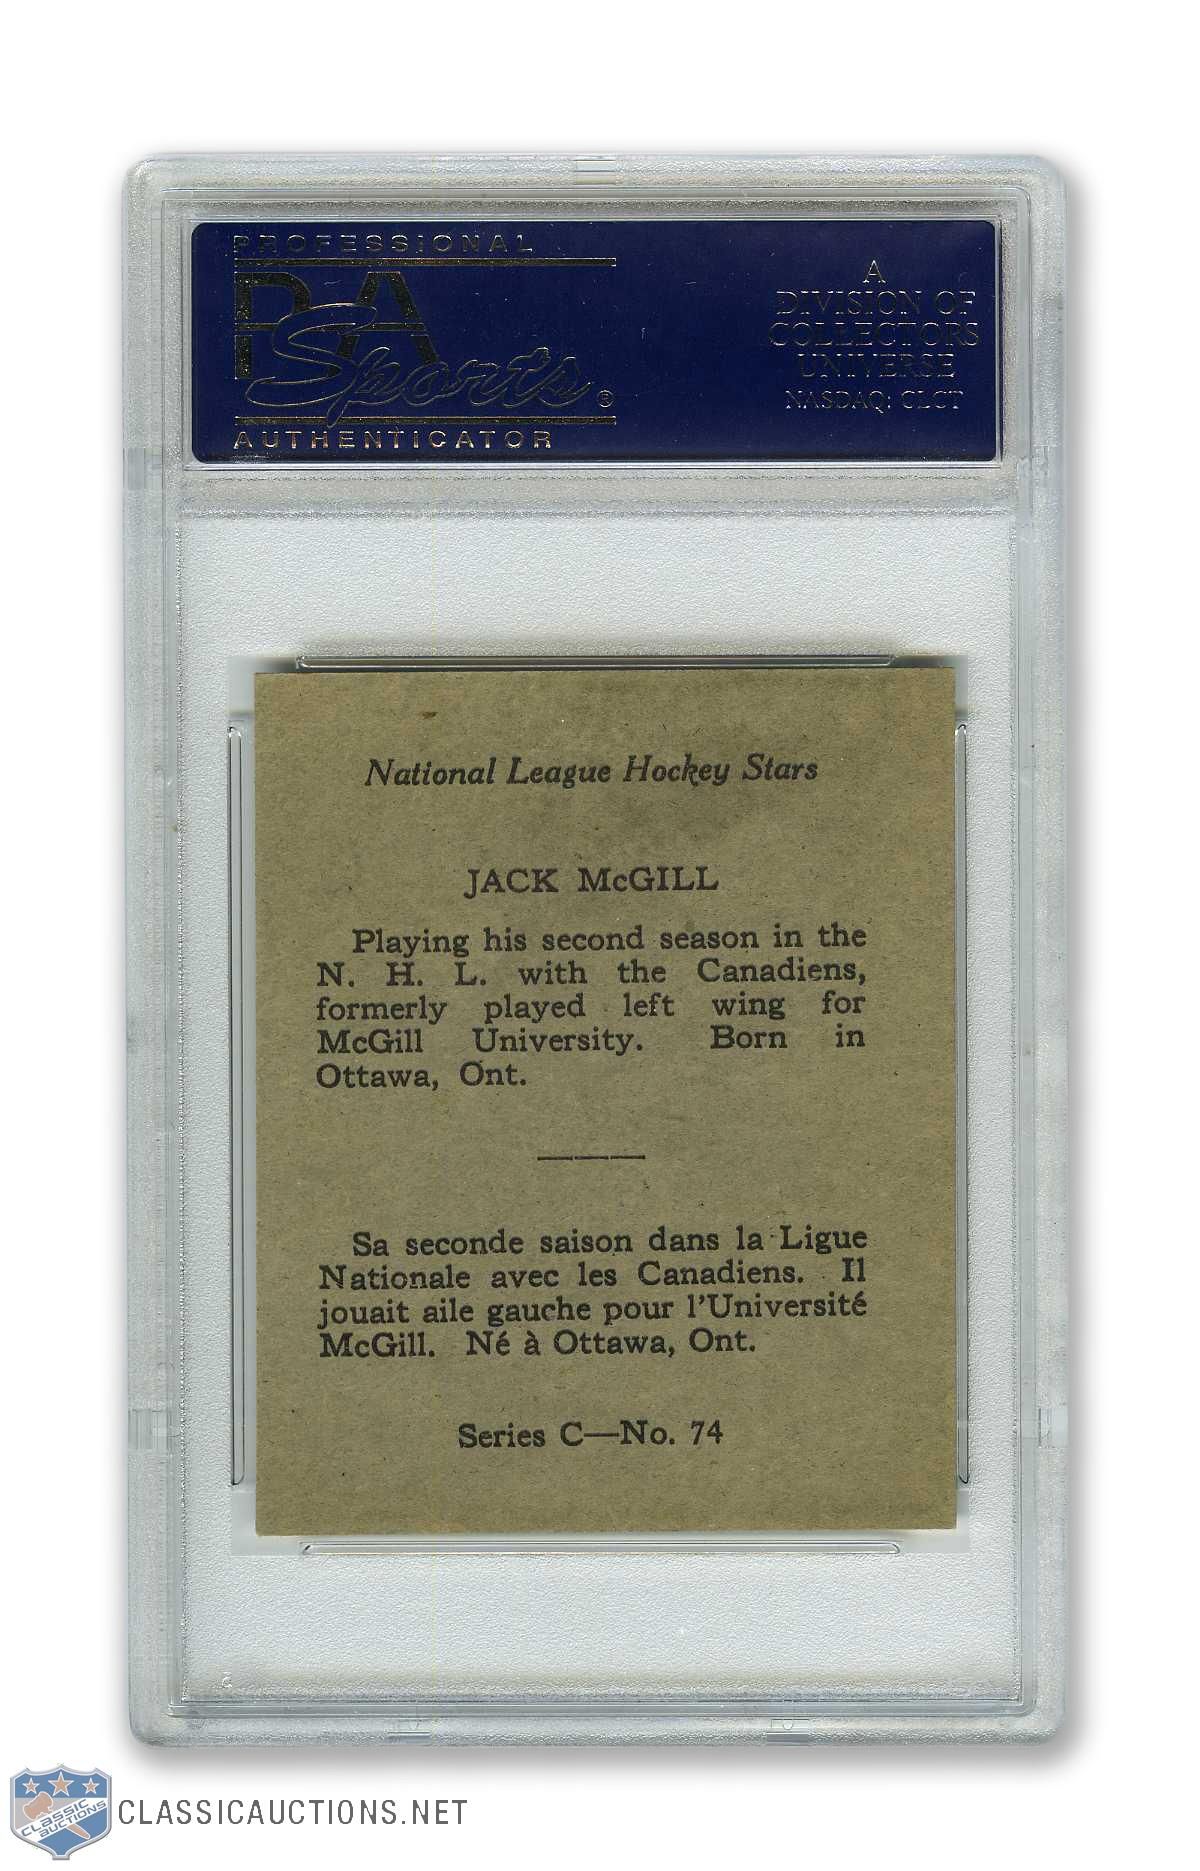 PROFESSIONAL
PSA
Sports®
AUTHENTICATOR
A
DIVISION OF
COLLECTORS
UNIVERSE
NASDAQ: CLCT
National League Hockey Stars
JACK McGILL
Playing his second season in the
N. H. L. with the Canadiens,
formerly played left wing for
McGill University. Born in
Ottawa, Ont.
Sa seconde saison dans la Ligue
Nationale avec les Canadiens. Il
jouait aile gauche pour l'Université
McGill. Né à Ottawa, Ont.
Series C—No. 74
CLASSIC
AUCTIONS
CLASSICAUCTIONS.NET